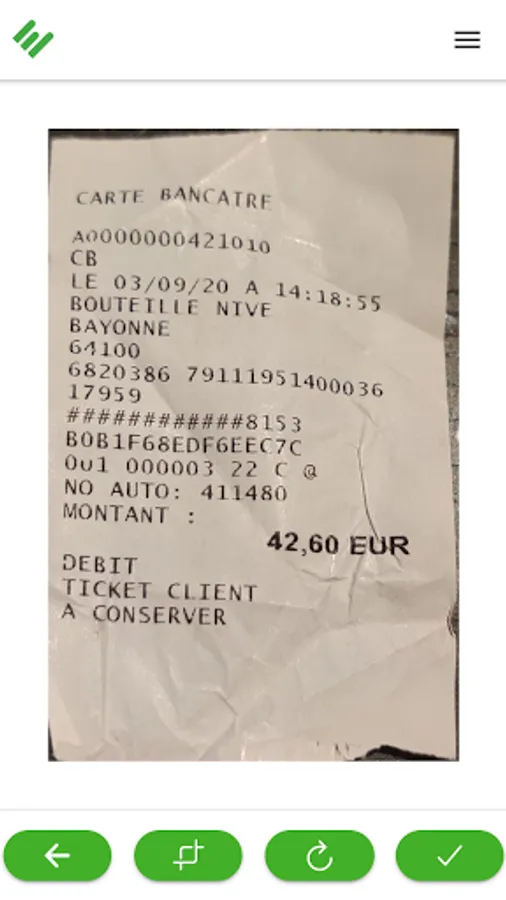 CARTE BANCAIRE
A0000000421010
CB
LE 03/09/20 A 14:18:55
BOUTEILLE NIVE
BAYONNE
64100
6820386 79111951400036
17959
############8153
B0B1F68EDF6EEC7C
001 000003 22 C @
NO AUTO: 411480
MONTANT :
42,60 EUR
DEBIT
TICKET CLIENT
A CONSERVER